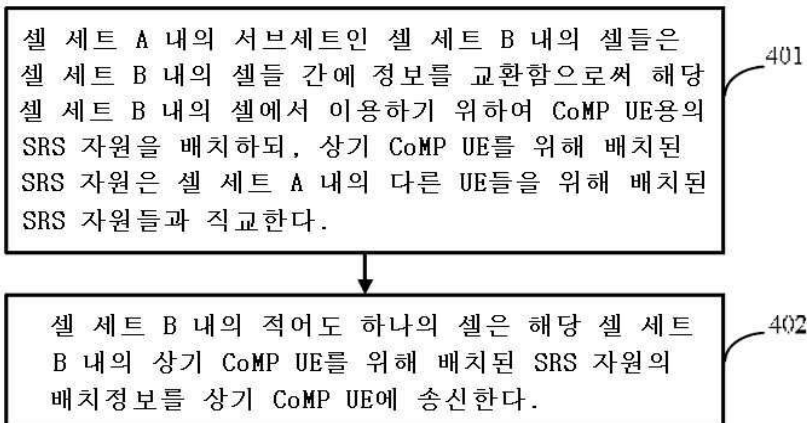 셀 세트 A 내의 서브세트인 셀 세트 B 내의 셀들은
셀 세트 B 내의 셀들 간에 정보를 교환함으로써 해당
셀 세트 B 내의 셀에서 이용하기 위하여 CoMP UE용의
SRS 자원을 배치하되, 상기 CoMP UE를 위해 배치된
SRS 자원은 셀 세트 A 내의 다른 UE들을 위해 배치된
SRS 자원들과 직교한다.
401
셀 세트 B 내의 적어도 하나의 셀은 해당 셀 세트
B 내의 상기 CoMP UE를 위해 배치된 SRS 자원의
배치정보를 상기 CoMP UE에 송신한다.
402